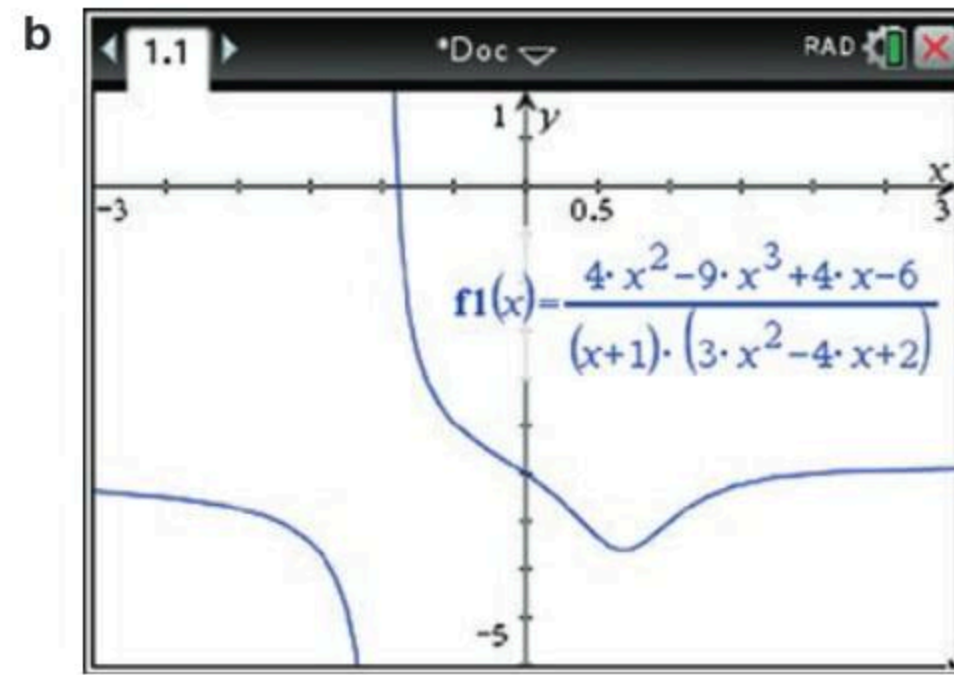 b
1.1 *Doc RAD
1 y
x
-3 0.5 3
f1(x)=\frac{4·x^2-9·x^3+4·x-6}{(x+1)·(3·x^2-4·x+2)}
-5